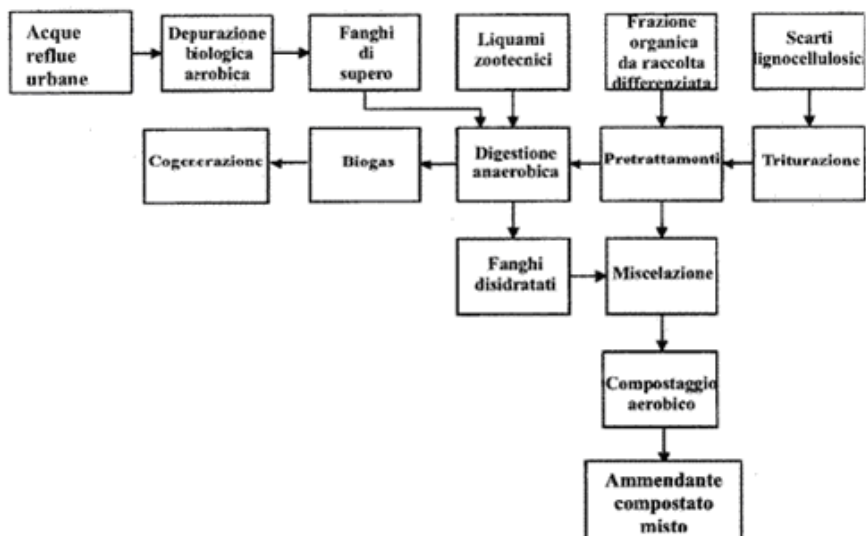 Acque
reflue
urbane
Depurazione
biologica
aerobica
Fanghi
di
supero
Liquami
zootecnici
Frazione
organica
da raccolta
differenziata
Scarti
lignocellulosici
Cogenerazione
Biogas
Digestione
anaerobica
Pretrattamenti
Triturazione
Fanghi
disidratati
Miscelazione
Compostaggio
aerobico
Ammendante
compostato
misto